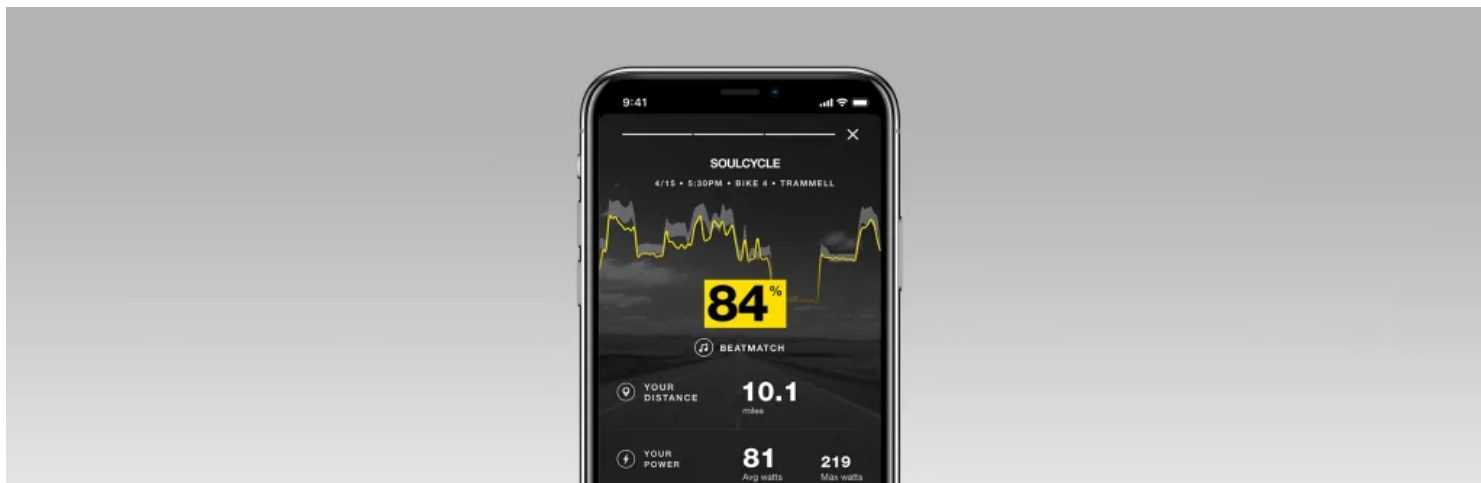 9:41
SOULCYCLE
4/15 • 5:30PM • BIKE 4 • TRAMMELL
84%
BEATMATCH
YOUR
DISTANCE
10.1
miles
YOUR
POWER
81
Avg watts
219
Max watts